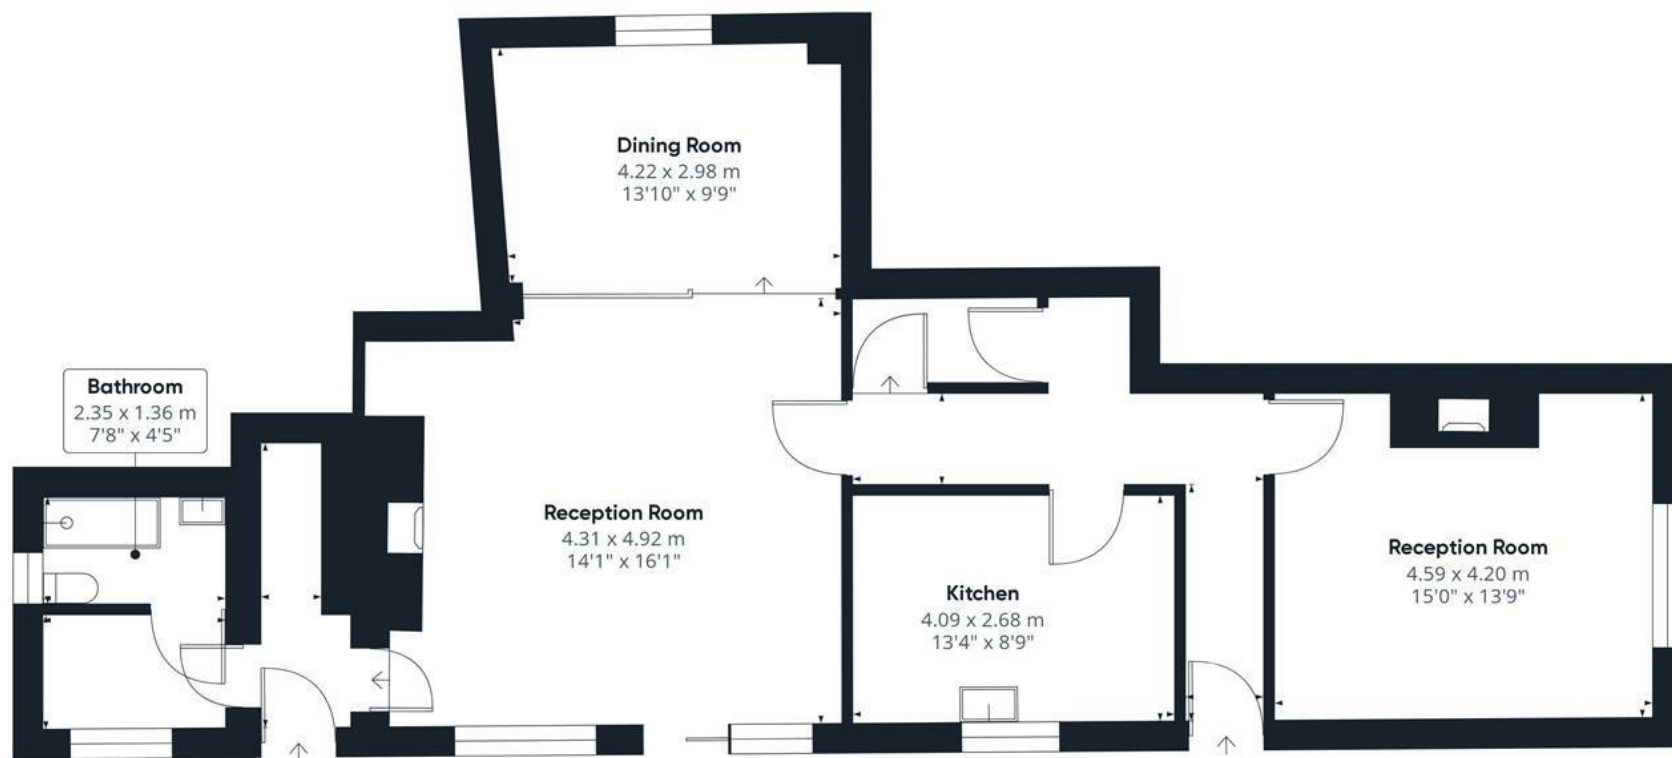 Dining Room
4.22 x 2.98 m
13'10" x 9'9"
Bathroom
2.35 x 1.36 m
7'8" x 4'5"
Reception Room
4.31 x 4.92 m
14'1" x 16'1"
Kitchen
4.09 x 2.68 m
13'4" x 8'9"
Reception Room
4.59 x 4.20 m
15'0" x 13'9"